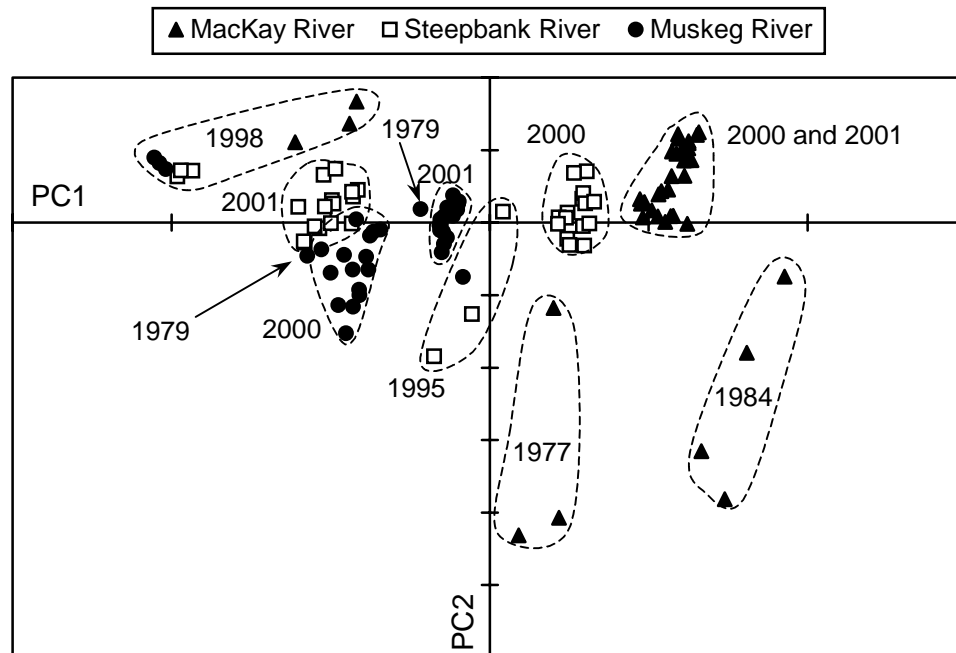 MacKay River Steepbank River Muskeg River
1998
1979
2000
2000 and 2001
2001
PC1
2001
1979
2000
1995
1984
1977
PC2